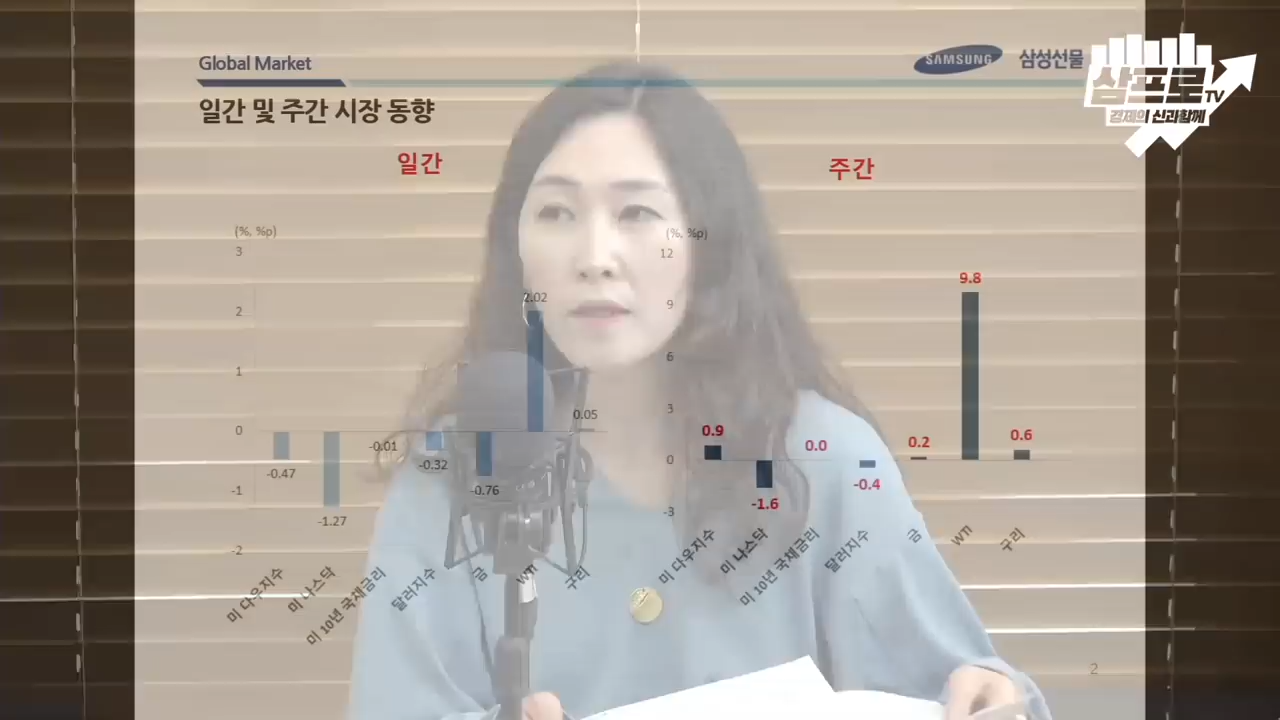 Global Market
SAMSUNG 삼성선물
삼프로TV
경제의 신과함께
일간 및 주간 시장 동향
일간
(%, %p)
3
2
1
0
-1
-2
-0.47
-1.27
-0.01
-0.32
-0.76
2.02
0.05
미 다우지수
미 나스닥
미 10년 국채금리
달러지수
금
WTI
구리
주간
(%, %p)
12
9
6
3
0
-3
0.9
-1.6
0.0
-0.4
0.2
9.8
0.6
미 다우지수
미 나스닥
미 10년 국채금리
달러지수
금
WTI
구리
2